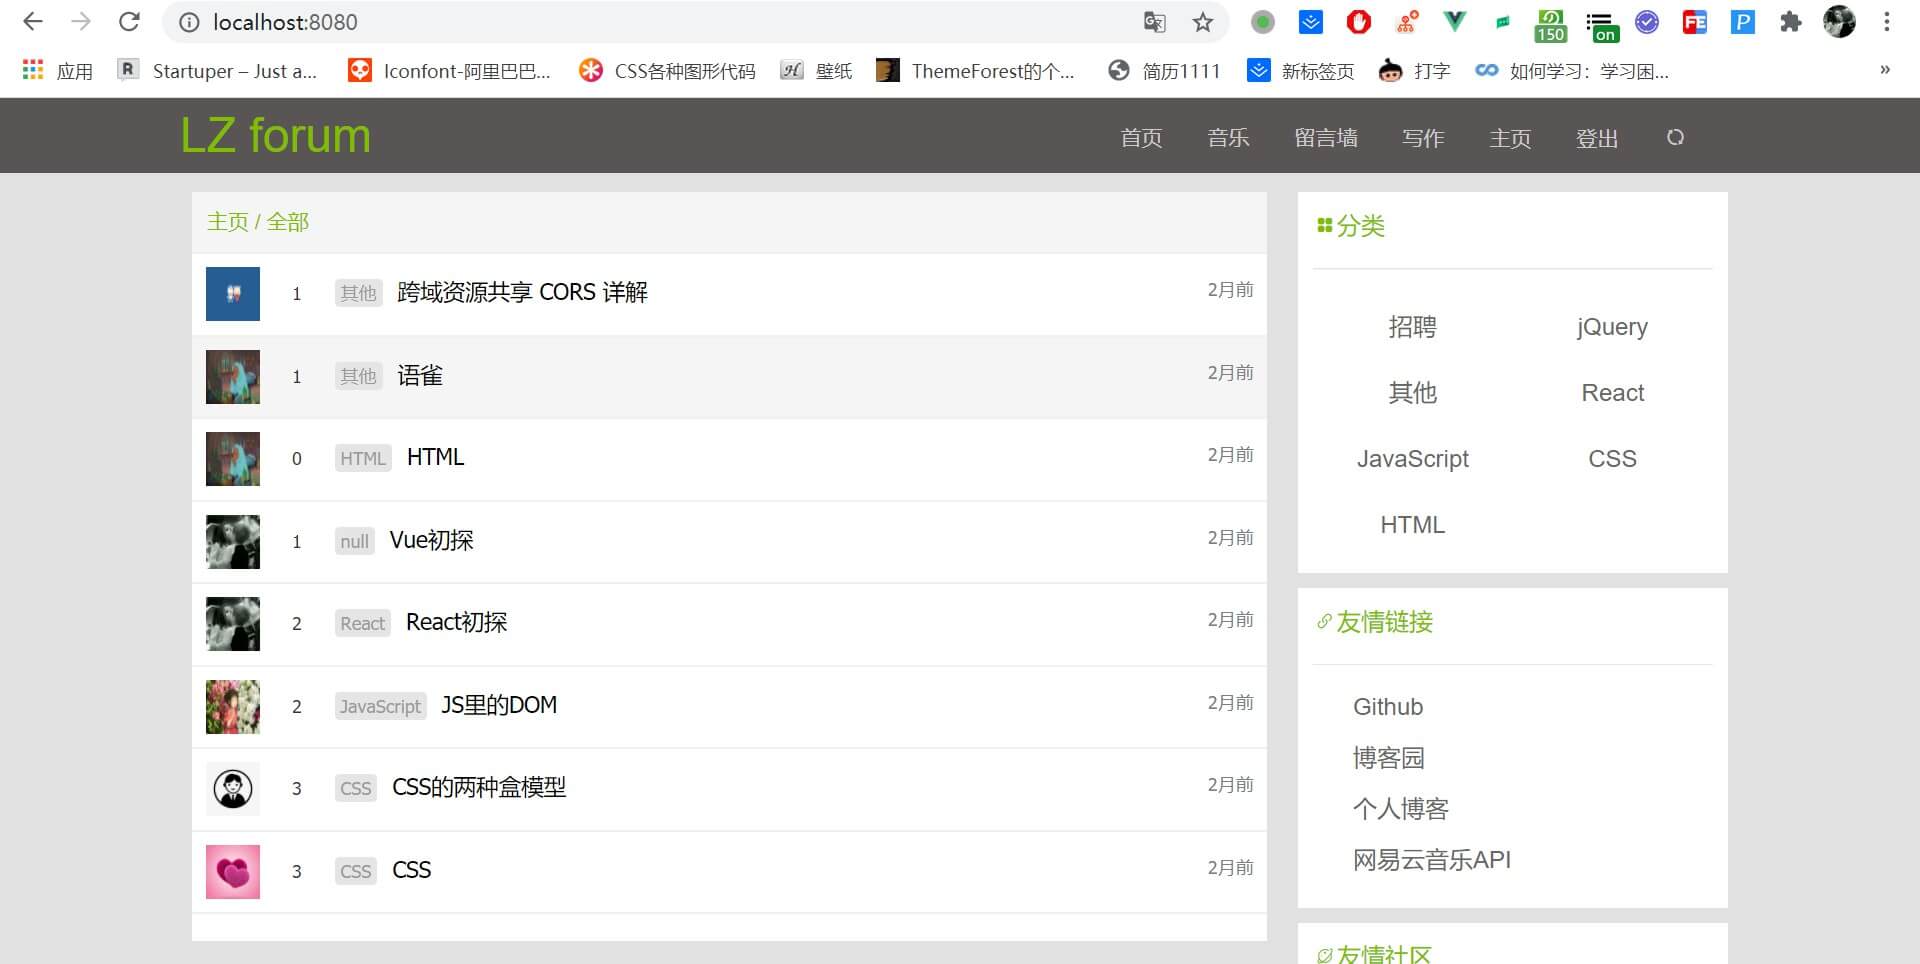 localhost:8080
150
on
应用
Startuper – Just a...
Iconfont-阿里巴巴...
CSS各种图形代码
壁纸
ThemeForest的个...
简历1111
新标签页
打字
如何学习：学习困...
»
LZ forum
首页 音乐 留言墙 写作 主页 登出
主页 / 全部
1 其他 跨域资源共享 CORS 详解 2月前
1 其他 语雀 2月前
0 HTML HTML 2月前
1 null Vue初探 2月前
2 React React初探 2月前
2 JavaScript JS里的DOM 2月前
3 CSS CSS的两种盒模型 2月前
3 CSS CSS 2月前
分类
招聘 jQuery
其他 React
JavaScript CSS
HTML
友情链接
Github
博客园
个人博客
网易云音乐API
友情社区